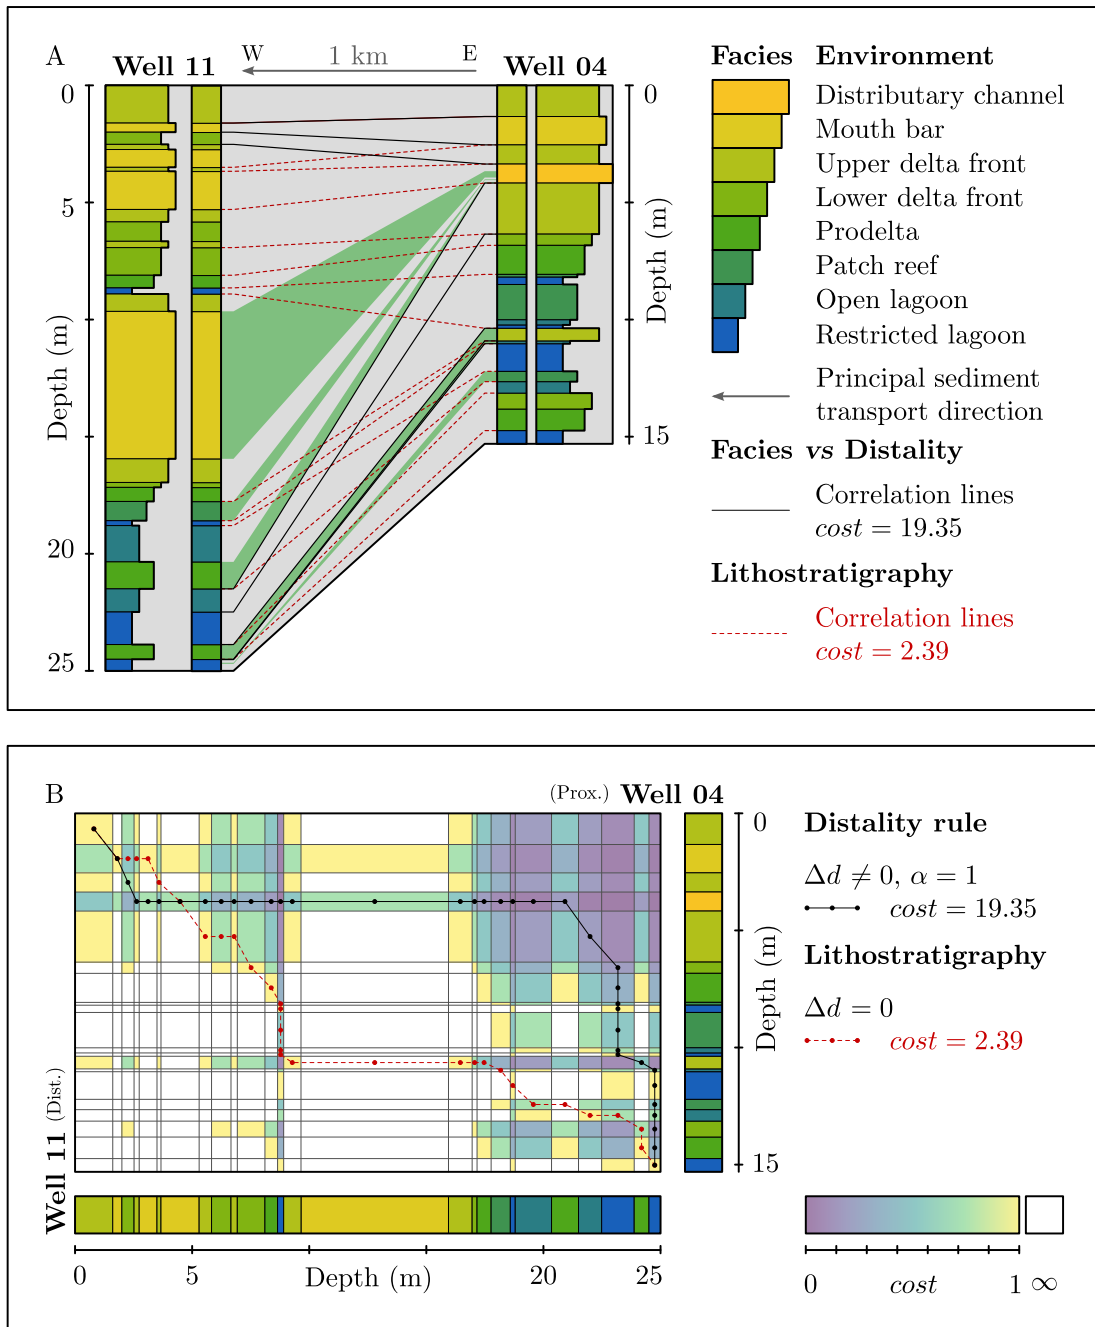 A
W
E
1 km
Well 11
Well 04
0
5
20
25
Depth (m)
0
15
Depth (m)
Facies Environment
Distributary channel
Mouth bar
Upper delta front
Lower delta front
Prodelta
Patch reef
Open lagoon
Restricted lagoon
Principal sediment
transport direction
Facies vs Distality
Correlation lines
cost = 19.35
Lithostratigraphy
Correlation lines
cost = 2.39
B
(Prox.) Well 04
Well 11 (Dist.)
0
15
Depth (m)
0
5
20
25
Depth (m)
Distality rule
Δd ≠ 0, α = 1
cost = 19.35
Lithostratigraphy
Δd = 0
cost = 2.39
0 cost 1 ∞